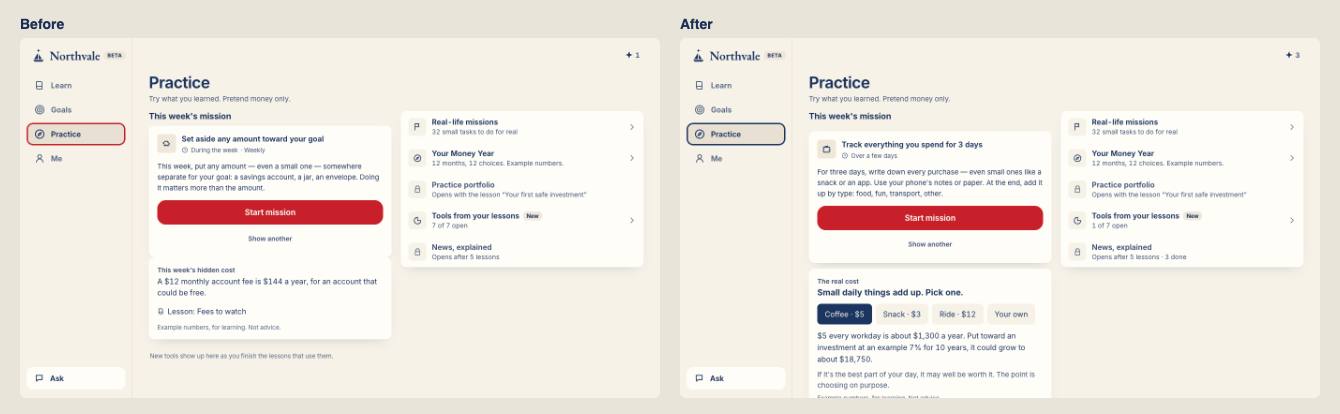 Before
Northvale BETA
1
Learn
Goals
Practice
Me
Ask
Practice
Try what you learned. Pretend money only.
This week's mission
Set aside any amount toward your goal
During the week · Weekly
This week, put any amount — even a small one — somewhere
separate for your goal: a savings account, a jar, an envelope. Doing
it matters more than the amount.
Start mission
Show another
This week's hidden cost
A $12 monthly account fee is $144 a year, for an account that
could be free.
Lesson: Fees to watch
Example numbers, for learning. Not advice.
New tools show up here as you finish the lessons that use them.
Real-life missions
32 small tasks to do for real
Your Money Year
12 months, 12 choices. Example numbers.
Practice portfolio
Opens with the lesson "Your first safe investment"
Tools from your lessons New
7 of 7 open
News, explained
Opens after 5 lessons
After
Northvale BETA
3
Learn
Goals
Practice
Me
Ask
Practice
Try what you learned. Pretend money only.
This week's mission
Track everything you spend for 3 days
Over a few days
For three days, write down every purchase — even small ones like a
snack or an app. Use your phone's notes or paper. At the end, add it
up by type: food, fun, transport, other.
Start mission
Show another
The real cost
Small daily things add up. Pick one.
Coffee · $5
Snack · $3
Ride · $12
Your own
$5 every workday is about $1,300 a year. Put toward an
investment at an example 7% for 10 years, it could grow to
about $18,750.
If it's the best part of your day, it may well be worth it. The point is
choosing on purpose.
Example numbers, for learning. Not advice.
Real-life missions
32 small tasks to do for real
Your Money Year
12 months, 12 choices. Example numbers.
Practice portfolio
Opens with the lesson "Your first safe investment"
Tools from your lessons New
1 of 7 open
News, explained
Opens after 5 lessons · 3 done